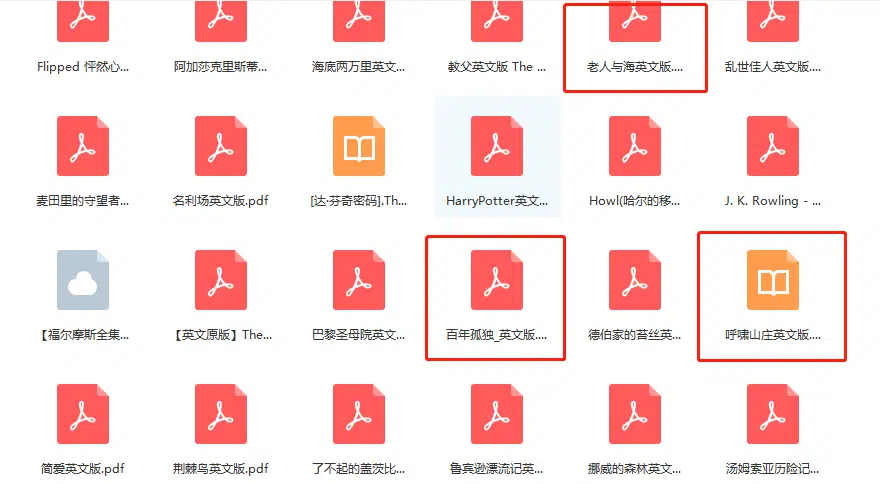 Flipped 怦然心...
阿加莎克里斯蒂...
海底两万里英文...
教父英文版 The ...
老人与海英文版....
乱世佳人英文版....
麦田里的守望者...
名利场英文版.pdf
[达·芬奇密码].Th...
HarryPotter英文...
Howl(哈尔的移...
J. K. Rowling - ...
【福尔摩斯全集...
【英文原版】The...
巴黎圣母院英文...
百年孤独_英文版....
德伯家的苔丝英...
呼啸山庄英文版....
简爱英文版.pdf
荆棘鸟英文版.pdf
了不起的盖茨比...
鲁宾逊漂流记英...
挪威的森林英文...
汤姆索亚历险记...